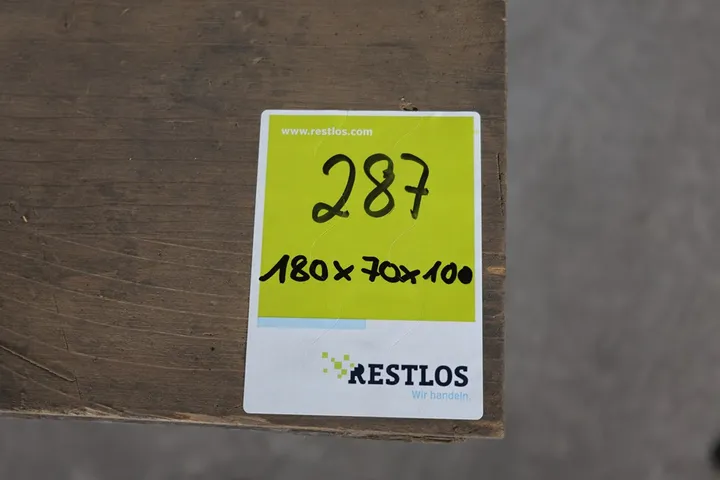 www.restlos.com
287
180x70x100
RESTLOS
Wir handeln.